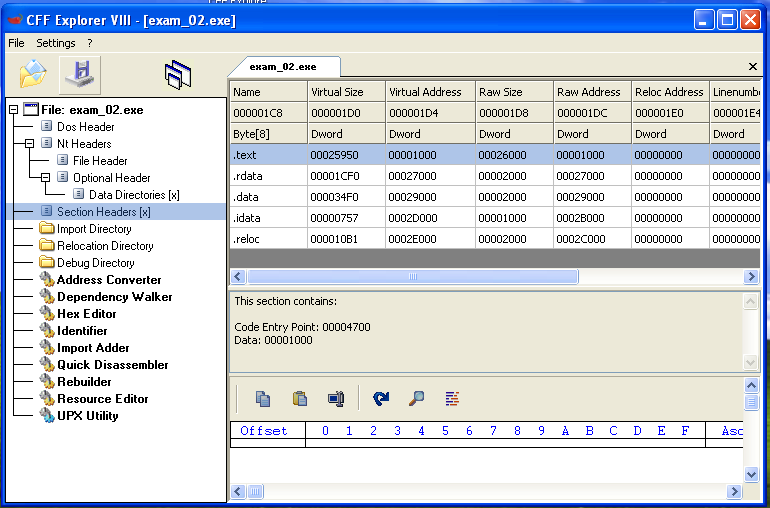 CFF Explorer VIII - [exam_02.exe]
File Settings ?
exam_02.exe
File: exam_02.exe
Dos Header
Nt Headers
File Header
Optional Header
Data Directories [x]
Section Headers [x]
Import Directory
Relocation Directory
Debug Directory
Address Converter
Dependency Walker
Hex Editor
Identifier
Import Adder
Quick Disassembler
Rebuilder
Resource Editor
UPX Utility
Name Virtual Size Virtual Address Raw Size Raw Address Reloc Address Linenumbe
000001C8 000001D0 000001D4 000001D8 000001DC 000001E0 000001E4
Byte[8] Dword Dword Dword Dword Dword Dword
.text 00025950 00001000 00026000 00001000 00000000 00000000
.rdata 00001CF0 00027000 00002000 00027000 00000000 00000000
.data 000034F0 00029000 00002000 00029000 00000000 00000000
.idata 00000757 0002D000 00001000 0002B000 00000000 00000000
.reloc 000010B1 0002E000 00002000 0002C000 00000000 00000000
This section contains:
Code Entry Point: 00004700
Data: 00001000
Offset 0 1 2 3 4 5 6 7 8 9 A B C D E F Asc